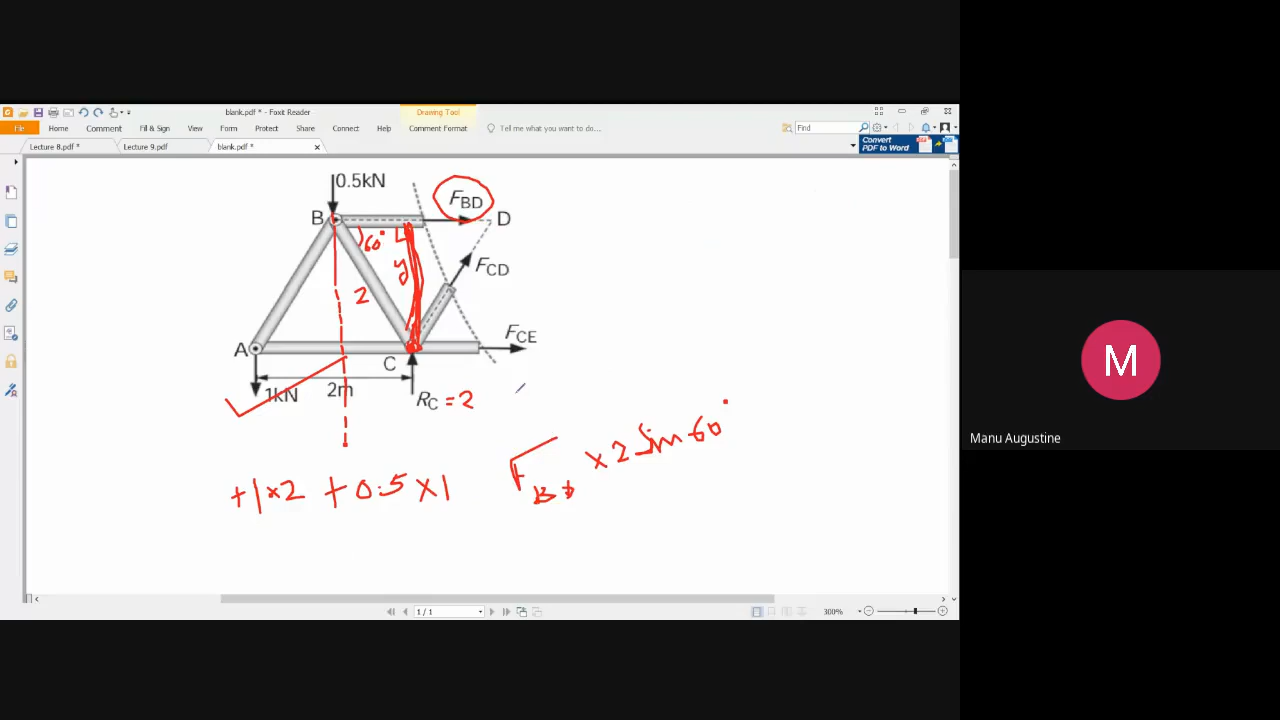 blank.pdf * - Foxit Reader
Drawing Tool
File Home Comment Fill & Sign View Form Protect Share Connect Help Comment Format Tell me what you want to do...
Find
Lecture 8.pdf * Lecture 9.pdf blank.pdf *
Convert
PDF to Word
0.5kN
B
F_BD
D
60°
y
F_CD
2
F_CE
A
C
1kN
2m
R_C = 2
+1×2 + 0.5×1
F_BD × 2 sin 60°
M
Manu Augustine
1 / 1
300%